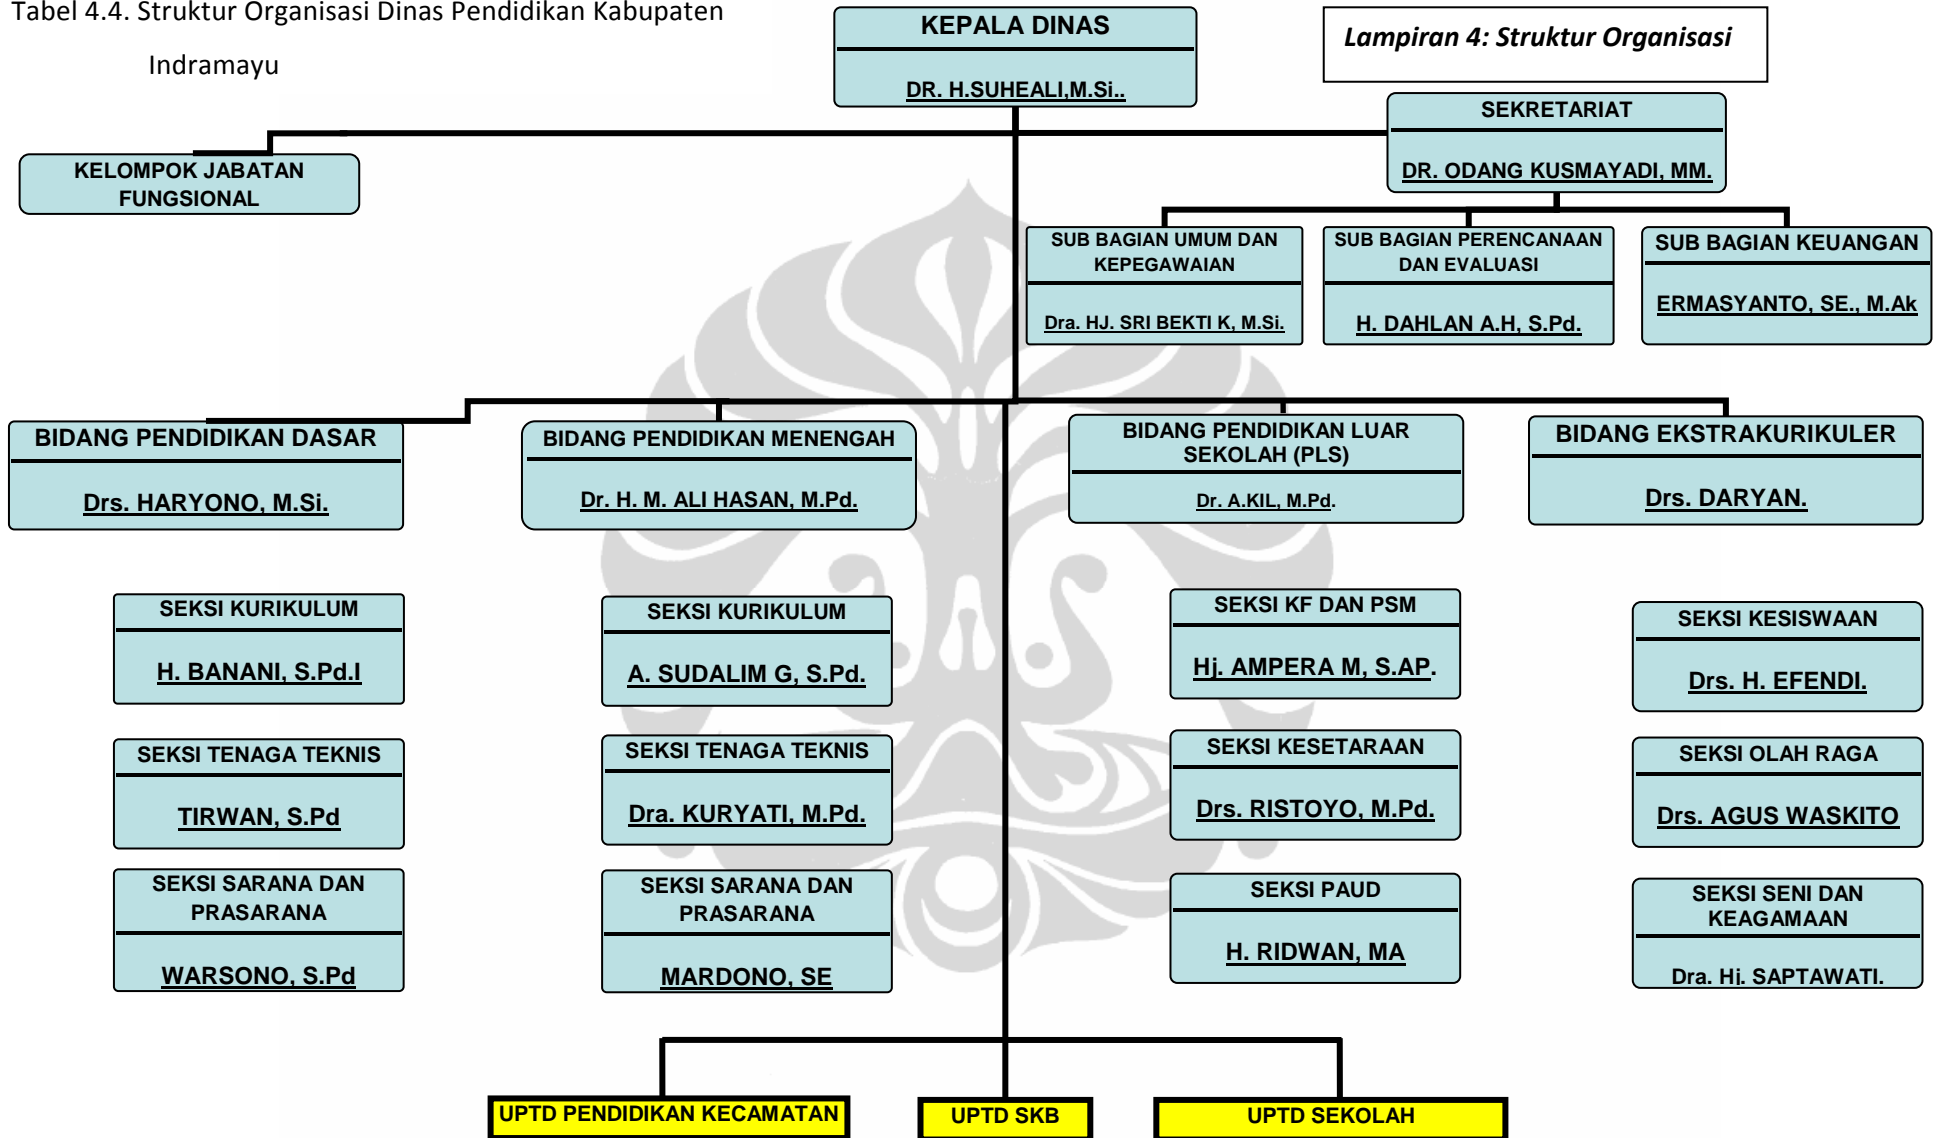 Tabel 4.4. Struktur Organisasi Dinas Pendidikan Kabupaten
Indramayu
KEPALA DINAS
DR. H.SUHEALI,M.Si..
Lampiran 4: Struktur Organisasi
SEKRETARIAT
DR. ODANG KUSMAYADI, MM.
KELOMPOK JABATAN
FUNGSIONAL
SUB BAGIAN UMUM DAN
KEPEGAWAIAN
Dra. HJ. SRI BEKTI K, M.Si.
SUB BAGIAN PERENCANAAN
DAN EVALUASI
H. DAHLAN A.H, S.Pd.
SUB BAGIAN KEUANGAN
ERMASYANTO, SE., M.Ak
BIDANG PENDIDIKAN DASAR
Drs. HARYONO, M.Si.
BIDANG PENDIDIKAN MENENGAH
Dr. H. M. ALI HASAN, M.Pd.
BIDANG PENDIDIKAN LUAR
SEKOLAH (PLS)
Dr. A.KIL, M.Pd.
BIDANG EKSTRAKURIKULER
Drs. DARYAN.
SEKSI KURIKULUM
H. BANANI, S.Pd.I
SEKSI KURIKULUM
A. SUDALIM G, S.Pd.
SEKSI KF DAN PSM
Hj. AMPERA M, S.AP.
SEKSI KESISWAAN
Drs. H. EFENDI.
SEKSI TENAGA TEKNIS
TIRWAN, S.Pd
SEKSI TENAGA TEKNIS
Dra. KURYATI, M.Pd.
SEKSI KESETARAAN
Drs. RISTOYO, M.Pd.
SEKSI OLAH RAGA
Drs. AGUS WASKITO
SEKSI SARANA DAN
PRASARANA
WARSONO, S.Pd
SEKSI SARANA DAN
PRASARANA
MARDONO, SE
SEKSI PAUD
H. RIDWAN, MA
SEKSI SENI DAN
KEAGAMAAN
Dra. Hj. SAPTAWATI.
UPTD PENDIDIKAN KECAMATAN
UPTD SKB
UPTD SEKOLAH